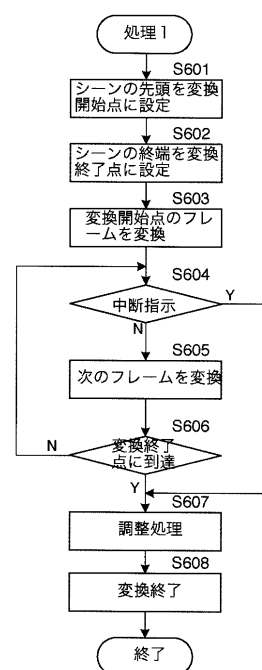 処理1
S601
シーンの先頭を変換
開始点に設定
S602
シーンの終端を変換
終了点に設定
S603
変換開始点のフレ
ームを変換
S604
中断指示
Y
N
S605
次のフレームを変換
S606
変換終了
点に到達
N
Y
S607
調整処理
S608
変換終了
終了